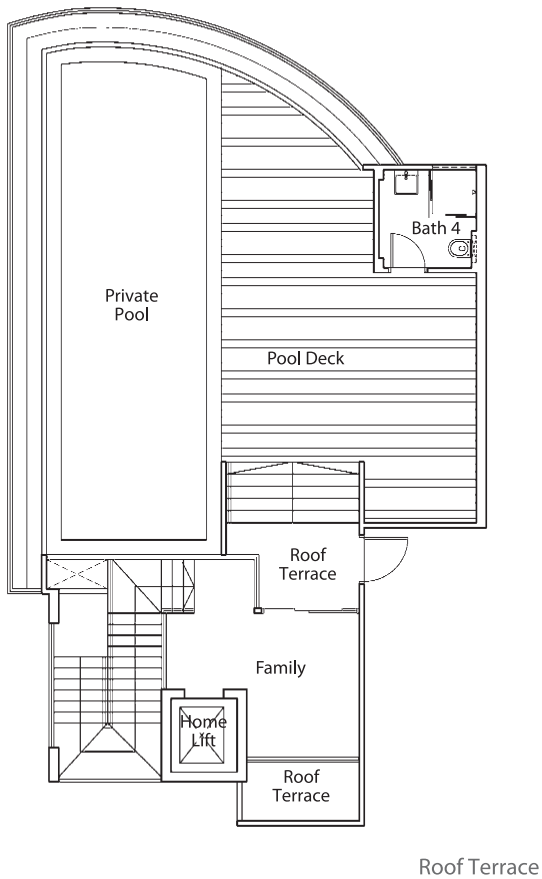 Bath 4
Private
Pool
Pool Deck
Roof
Terrace
Family
Home
Lift
Roof
Terrace
Roof Terrace